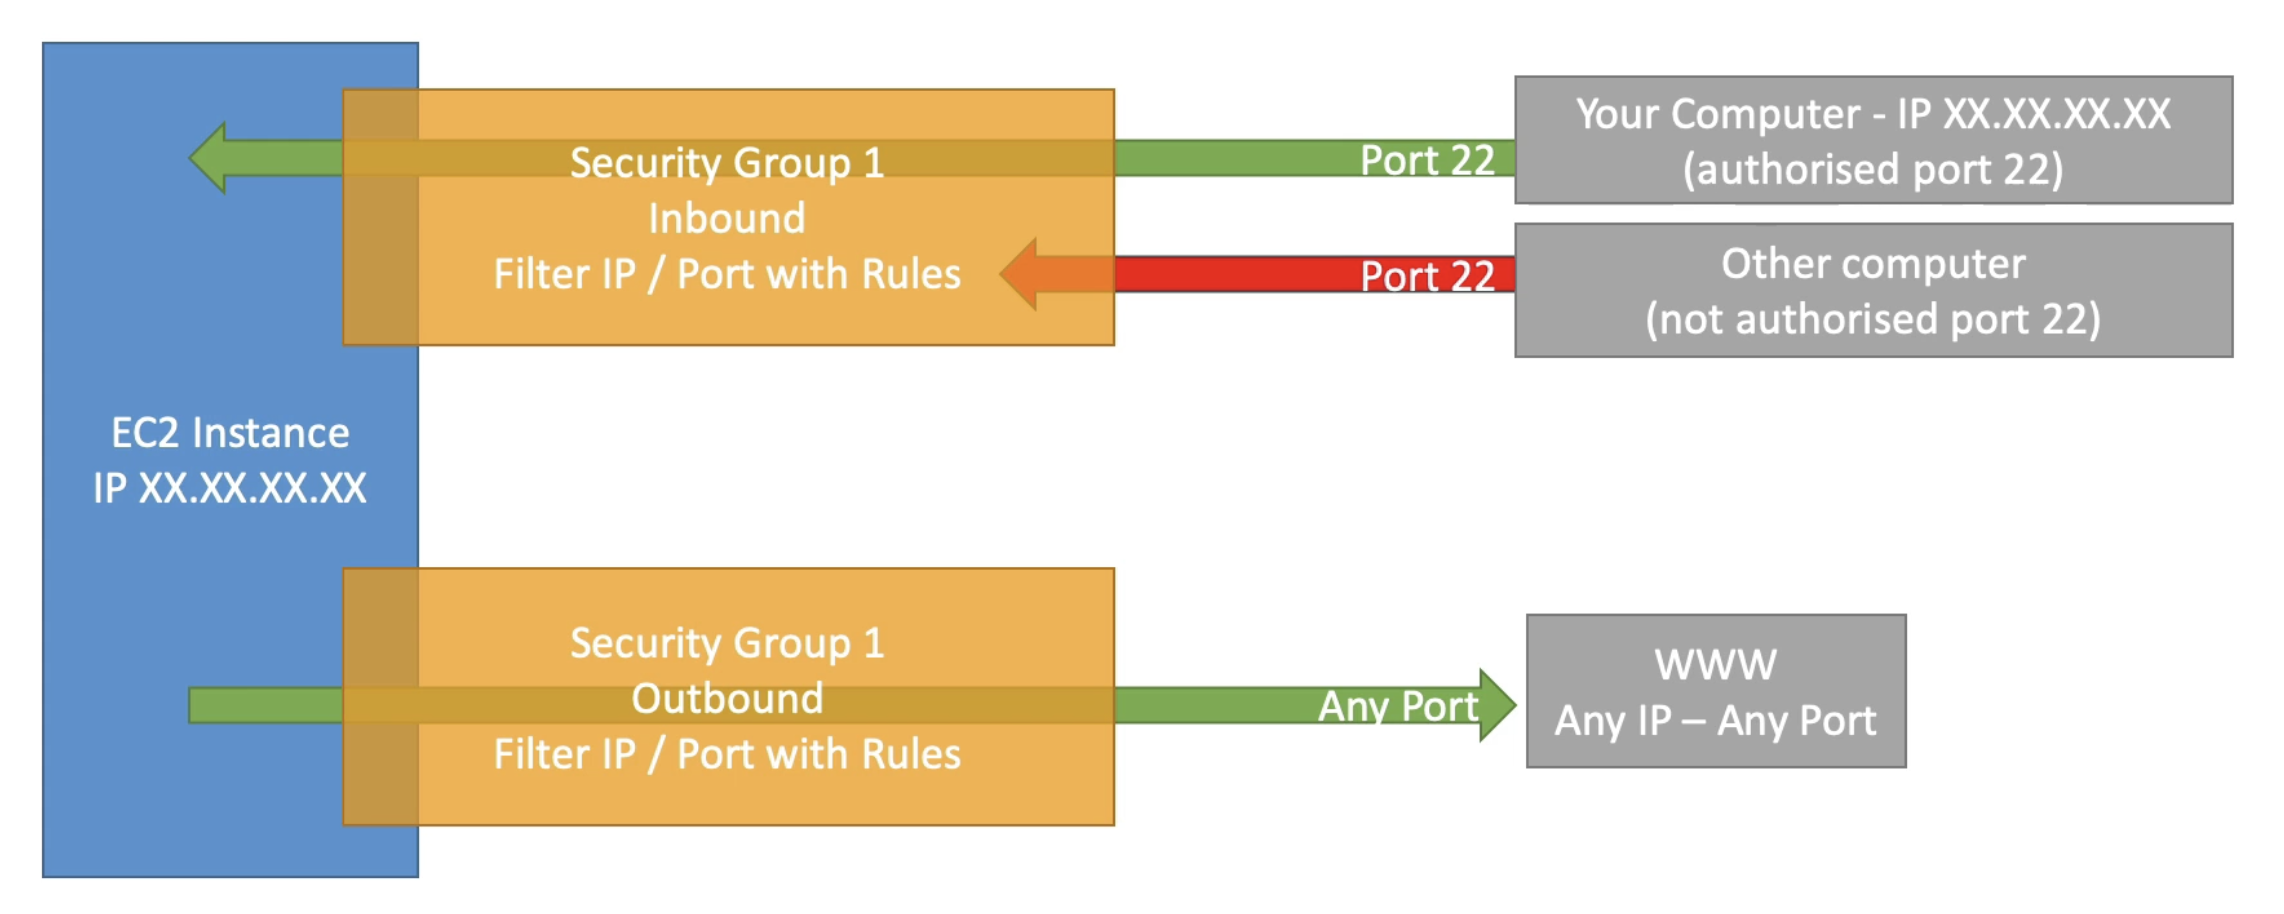 Your Computer - IP XX.XX.XX.XX
(authorised port 22)
Port 22
Security Group 1
Inbound
Filter IP / Port with Rules
Port 22
Other computer
(not authorised port 22)
EC2 Instance
IP XX.XX.XX.XX
Security Group 1
Outbound
Filter IP / Port with Rules
Any Port
WWW
Any IP – Any Port